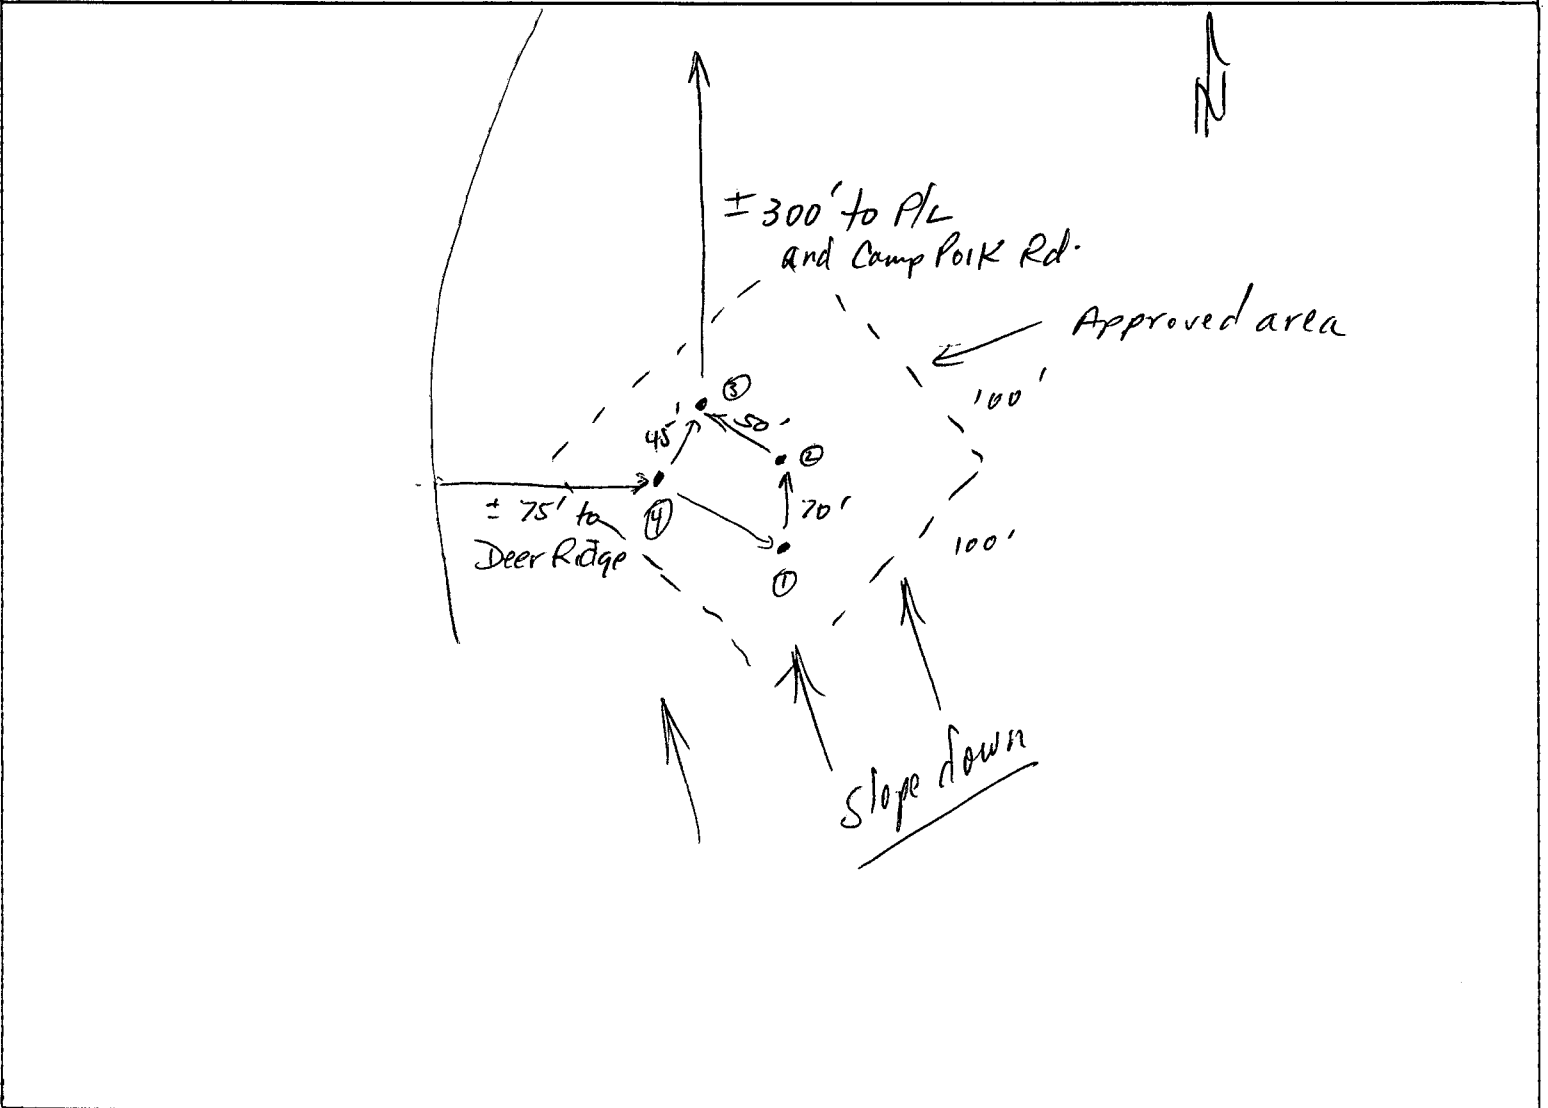 N
± 300' to P/L
and Camp Polk Rd.
Approved area
100'
③
45'
50'
②
④
± 75' to
Deer Ridge
70'
①
100'
Slope down